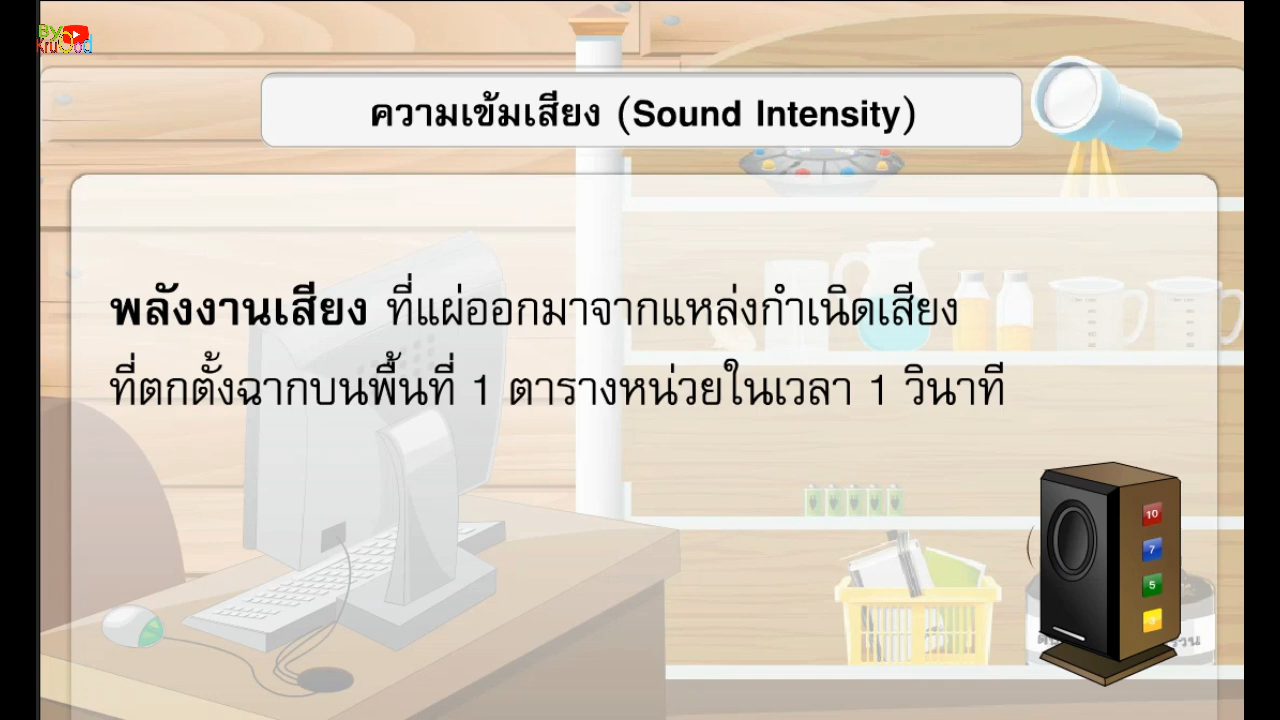 By
KruOod
ความเข้มเสียง (Sound Intensity)
พลังงานเสียง ที่แผ่ออกมาจากแหล่งกำเนิดเสียง
ที่ตกตั้งฉากบนพื้นที่ 1 ตารางหน่วยในเวลา 1 วินาที
10
7
5
3